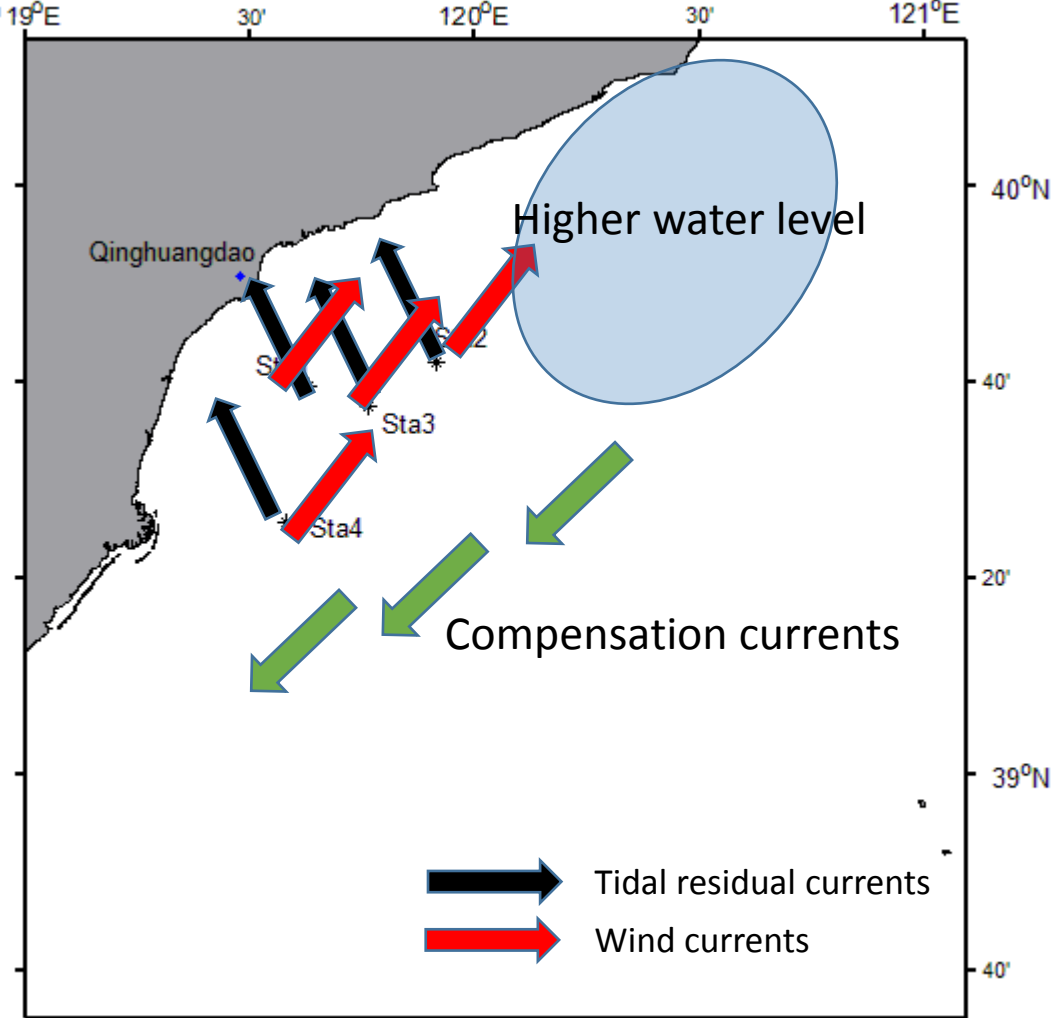 19°E 30' 120°E 30' 121°E
40°N
Higher water level
Qinghuangdao
40'
Sta3
Sta4
20'
Compensation currents
39°N
Tidal residual currents
Wind currents
40'